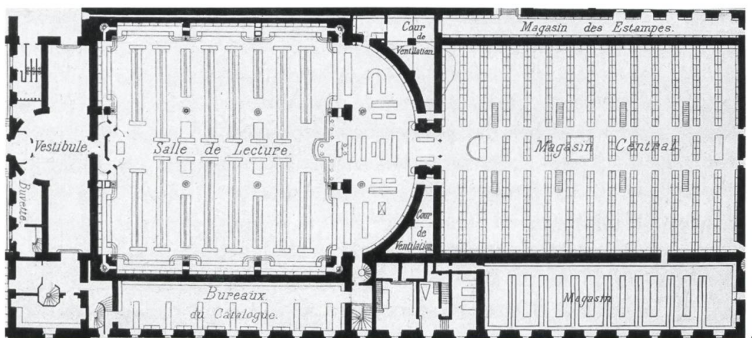 Cour
de
Ventilation.
Magasin des Estampes.
Vestibule.
Salle de Lecture.
Magasin Central.
Buvette
Cour
de
Ventilation
Bureaux
du Catalogue.
Magasin